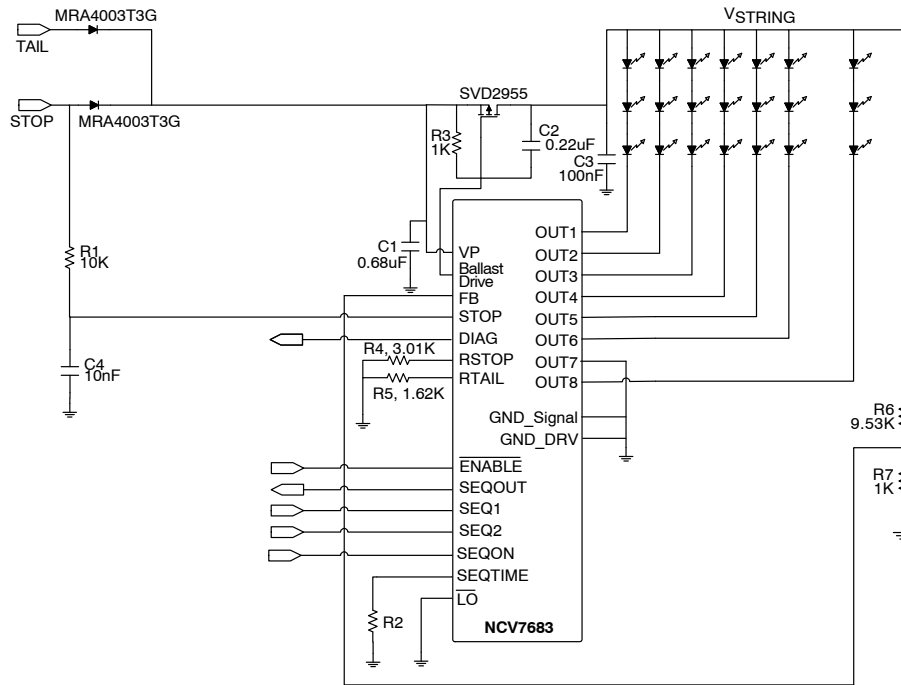 MRA4003T3G
TAIL
STOP
MRA4003T3G
VSTRING
SVD2955
R3
1K
C2
0.22uF
C3
100nF
R1
10K
C1
0.68uF
C4
10nF
VP
Ballast
Drive
FB
STOP
DIAG
RSTOP
RTAIL
R4, 3.01K
R5, 1.62K
OUT1
OUT2
OUT3
OUT4
OUT5
OUT6
OUT7
OUT8
GND_Signal
GND_DRV
ENABLE
SEQOUT
SEQ1
SEQ2
SEQON
SEQTIME
LO
R2
NCV7683
R6
9.53K
R7
1K